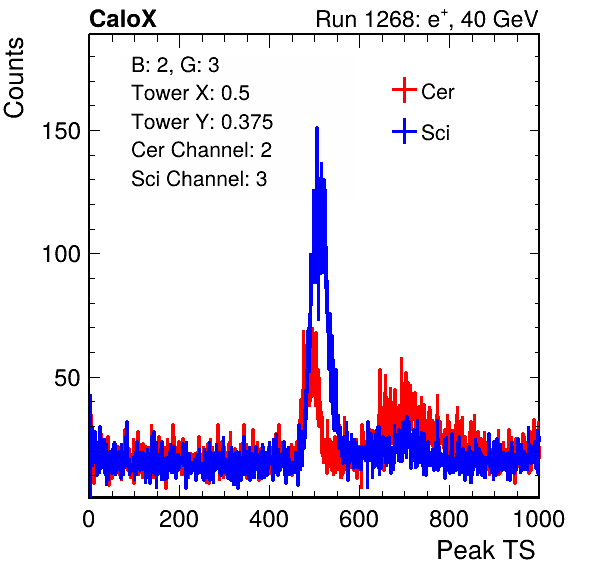 CaloX
Run 1268: e+, 40 GeV
Counts
B: 2, G: 3
Tower X: 0.5
Tower Y: 0.375
Cer Channel: 2
Sci Channel: 3
Cer
Sci
150
100
50
0 200 400 600 800 1000
Peak TS